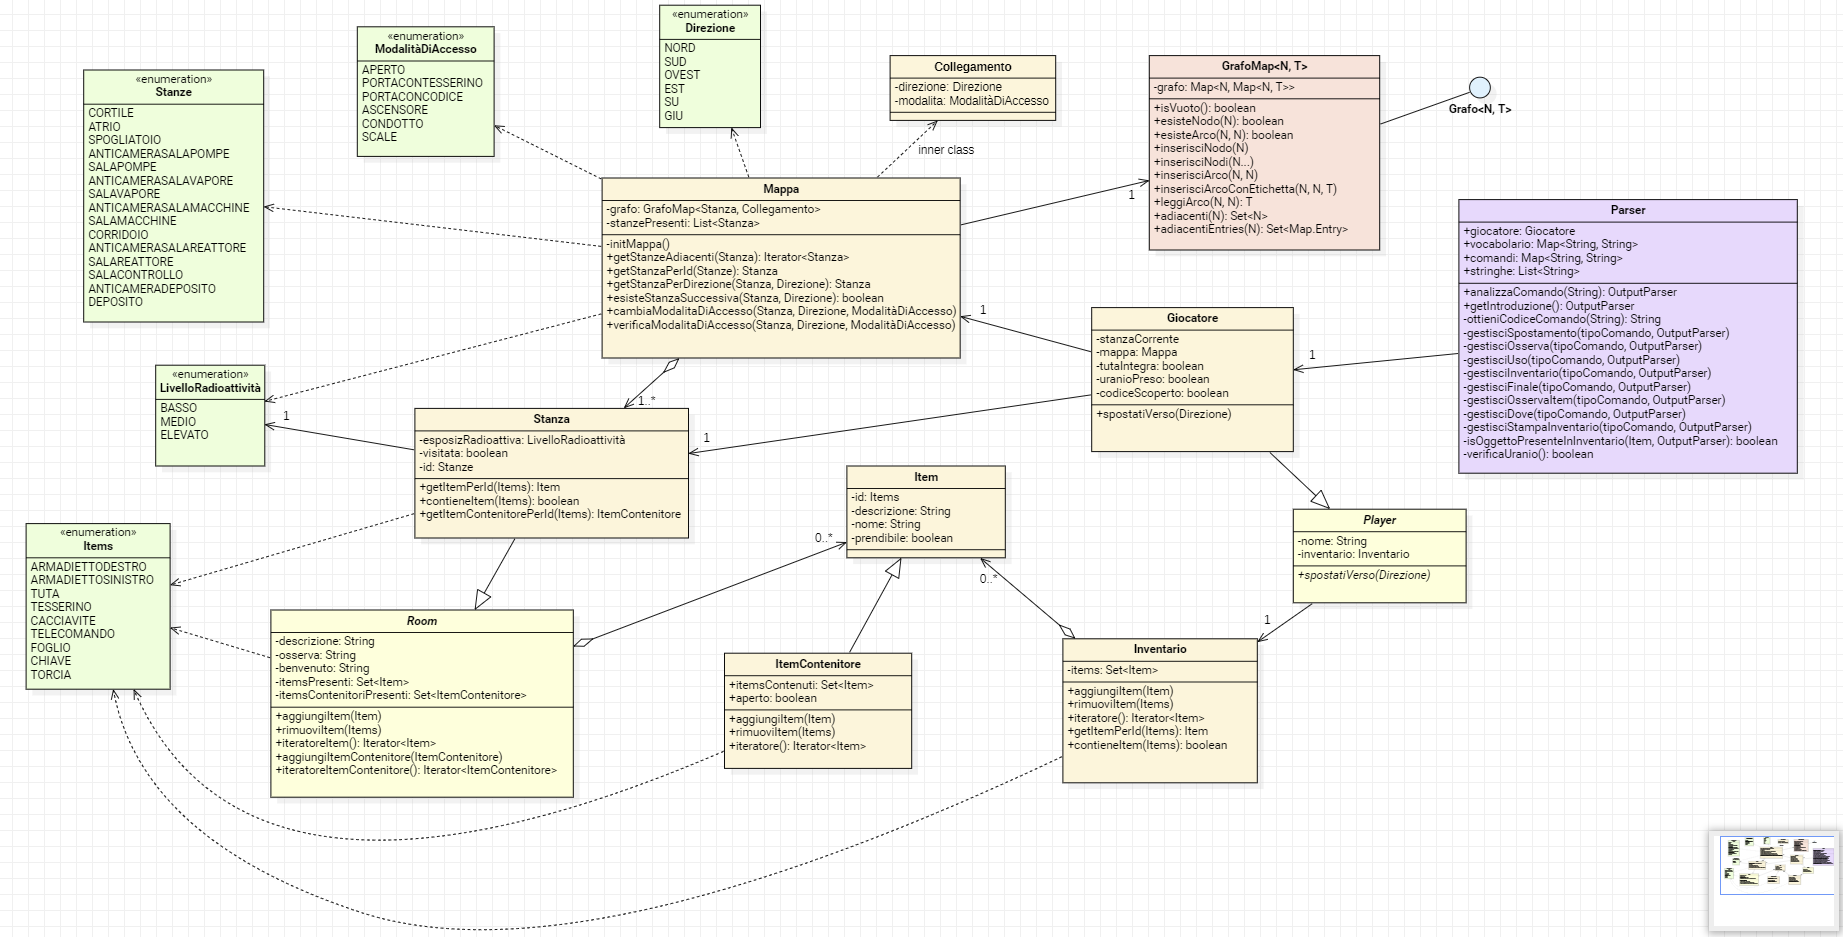 «enumeration»
Direzione
NORD
SUD
OVEST
EST
SU
GIU
«enumeration»
ModalitàDiAccesso
APERTO
PORTACONTESSERINO
PORTACONCODICE
ASCENSORE
CONDOTTO
SCALE
«enumeration»
Stanze
CORTILE
ATRIO
SPOGLIATOIO
ANTICAMERASALAPOMPE
SALAPOMPE
ANTICAMERASALAVAPORE
SALAVAPORE
ANTICAMERASALAMACCHINE
SALAMACCHINE
CORRIDOIO
ANTICAMERASALAREATTORE
SALAREATTORE
SALACONTROLLO
ANTICAMERADEPOSITO
DEPOSITO
Collegamento
-direzione: Direzione
-modalita: ModalitàDiAccesso
inner class
GrafoMap<N, T>
-grafo: Map<N, Map<N, T>>
+isVuoto(): boolean
+esisteNodo(N): boolean
+esisteArco(N, N): boolean
+inserisciNodo(N)
+inserisciNodi(N...)
+inserisciArco(N, N)
+inserisciArcoConEtichetta(N, N, T)
+leggiArco(N, N): T
+adiacenti(N): Set<N>
+adiacentiEntries(N): Set<Map.Entry>
Grafo<N, T>
Mappa
-grafo: GrafoMap<Stanza, Collegamento>
-stanzePresenti: List<Stanza>
-initMappa()
+getStanzeAdiacenti(Stanza): Iterator<Stanza>
+getStanzaPerId(Stanze): Stanza
+getStanzaPerDirezione(Stanza, Direzione): Stanza
+esisteStanzaSuccessiva(Stanza, Direzione): boolean
+cambiaModalitaDiAccesso(Stanza, Direzione, ModalitàDiAccesso)
+verificaModalitaDiAccesso(Stanza, Direzione, ModalitàDiAccesso)
1
1
1..*
Parser
+giocatore: Giocatore
+vocabolario: Map<String, String>
+comandi: Map<String, String>
+stringhe: List<String>
+analizzaComando(String): OutputParser
+getIntroduzione(): OutputParser
-ottieniCodiceComando(String): String
-gestisciSpostamento(tipoComando, OutputParser)
-gestisciOsserva(tipoComando, OutputParser)
-gestisciUso(tipoComando, OutputParser)
-gestisciInventario(tipoComando, OutputParser)
-gestisciFinale(tipoComando, OutputParser)
-gestisciOsservaItem(tipoComando, OutputParser)
-gestisciDove(tipoComando, OutputParser)
-gestisciStampaInventario(tipoComando, OutputParser)
-isOggettoPresenteInInventario(Item, OutputParser): boolean
-verificaUranio(): boolean
1
Giocatore
-stanzaCorrente
-mappa: Mappa
-tutaIntegra: boolean
-uranioPreso: boolean
-codiceScoperto: boolean
+spostatiVerso(Direzione)
1
«enumeration»
LivelloRadioattività
BASSO
MEDIO
ELEVATO
1
Stanza
-esposizRadioattiva: LivelloRadioattività
-visitata: boolean
-id: Stanze
+getItemPerId(Items): Item
+contieneItem(Items): boolean
+getItemContenitorePerId(Items): ItemContenitore
Item
-id: Items
-descrizione: String
-nome: String
-prendibile: boolean
0..*
0..*
Player
-nome: String
-inventario: Inventario
+spostatiVerso(Direzione)
1
«enumeration»
Items
ARMADIETTODESTRO
ARMADIETTOSINISTRO
TUTA
TESSERINO
CACCIAVITE
TELECOMANDO
FOGLIO
CHIAVE
TORCIA
Room
-descrizione: String
-osserva: String
-benvenuto: String
-itemsPresenti: Set<Item>
-itemsContenitoriPresenti: Set<ItemContenitore>
+aggiungiItem(Item)
+rimuoviItem(Items)
+iteratoreItem(): Iterator<Item>
+aggiungiItemContenitore(ItemContenitore)
+iteratoreItemContenitore(): Iterator<ItemContenitore>
ItemContenitore
+itemsContenuti: Set<Item>
+aperto: boolean
+aggiungiItem(Item)
+rimuoviItem(Items)
+iteratore(): Iterator<Item>
Inventario
-items: Set<Item>
+aggiungiItem(Item)
+rimuoviItem(Items)
+iteratore(): Iterator<Item>
+getItemPerId(Items): Item
+contieneItem(Items): boolean